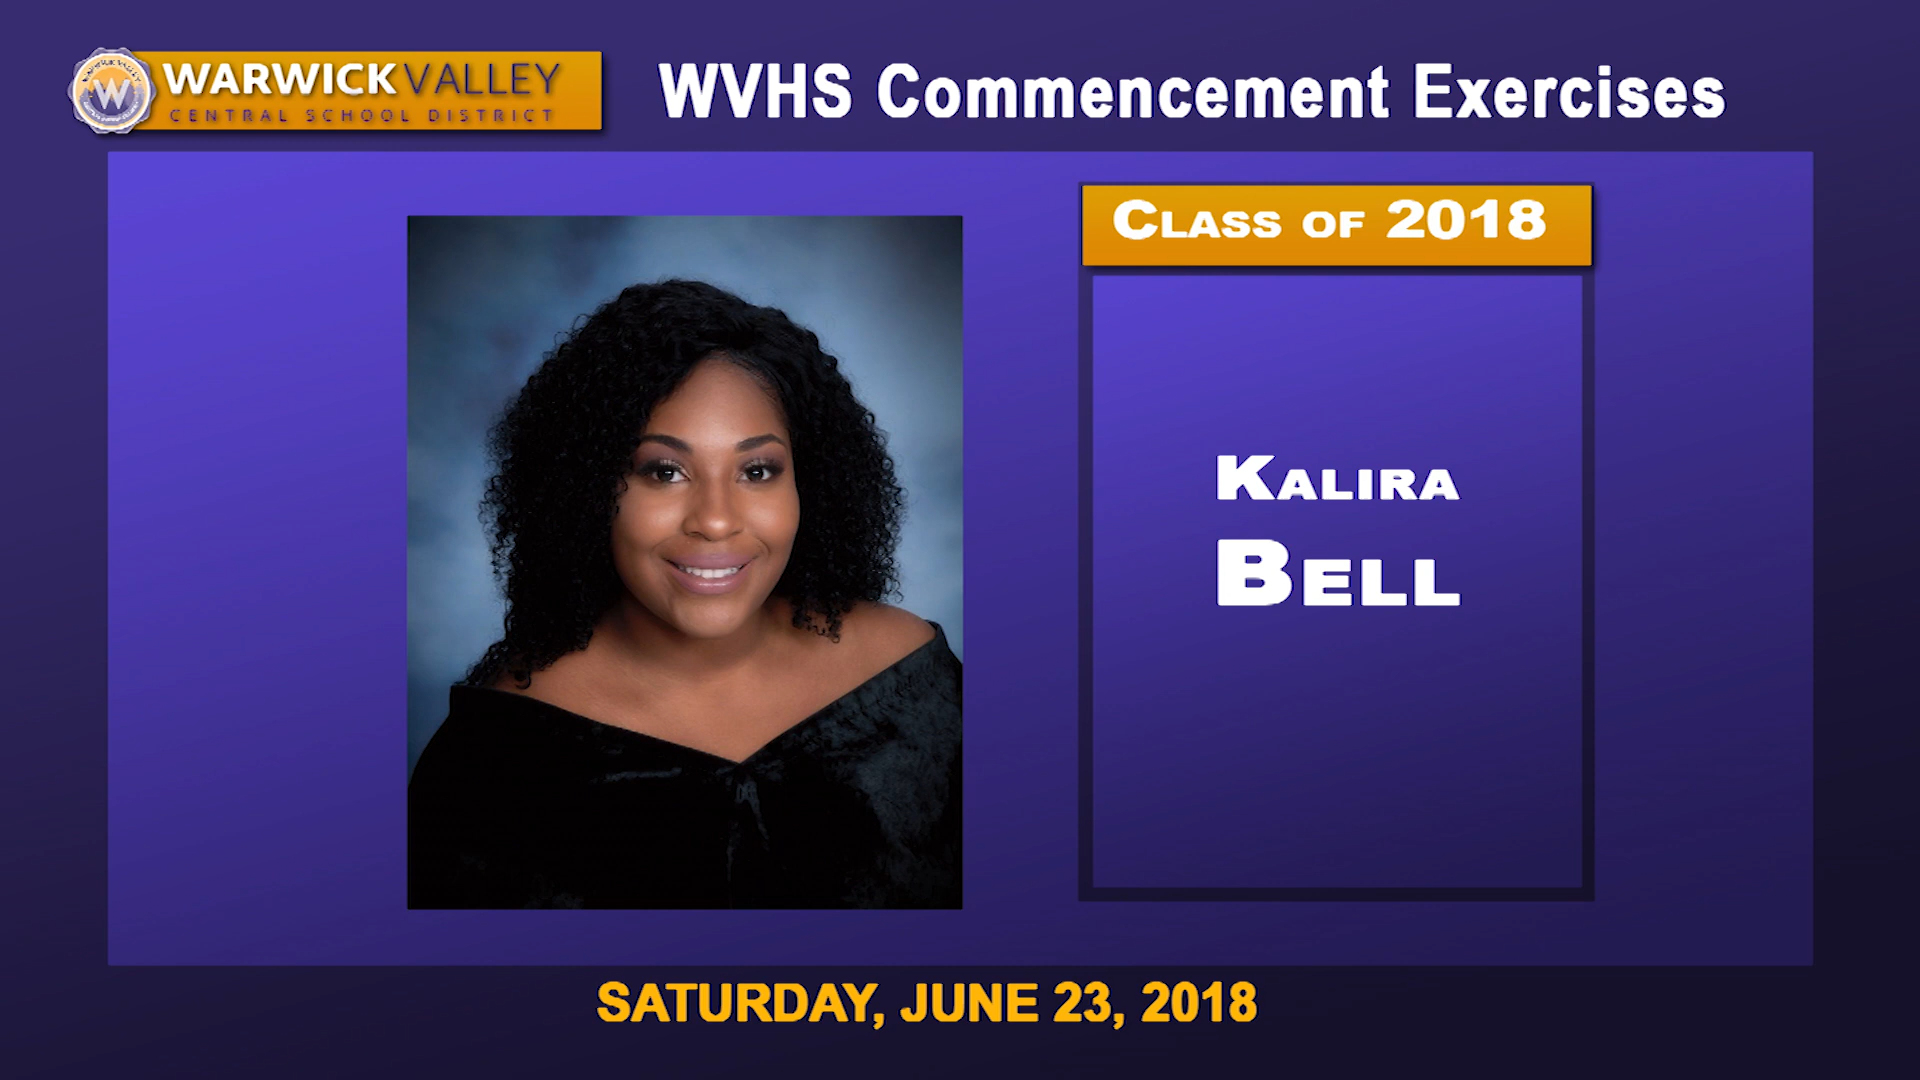 WARWICK VALLEY
CENTRAL SCHOOL DISTRICT
W
WVHS Commencement Exercises
CLASS OF 2018
KALIRA
BELL
SATURDAY, JUNE 23, 2018